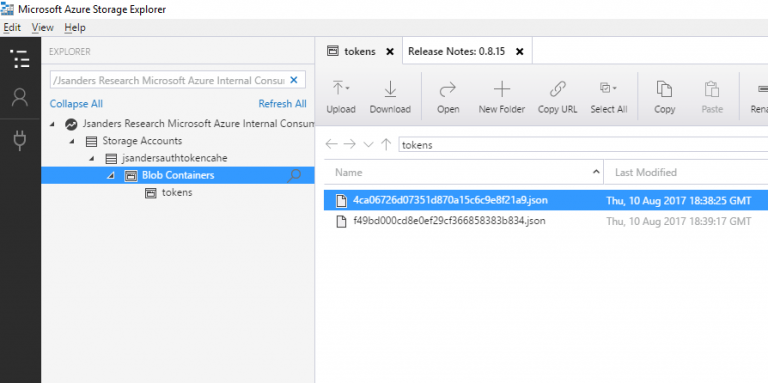 Microsoft Azure Storage Explorer
Edit View Help
EXPLORER
/Jsanders Research Microsoft Azure Internal Consu
Collapse All Refresh All
Jsanders Research Microsoft Azure Internal Consum
Storage Accounts
jsandersauthtokencahe
Blob Containers
tokens
tokens Release Notes: 0.8.15
Upload Download Open New Folder Copy URL Select All Copy Paste Rena
tokens
Name Last Modified
4ca06726d07351d870a15c6c9e8f21a9.json Thu, 10 Aug 2017 18:38:25 GMT
f49bd000cd8e0ef29cf366858383b834.json Thu, 10 Aug 2017 18:39:17 GMT